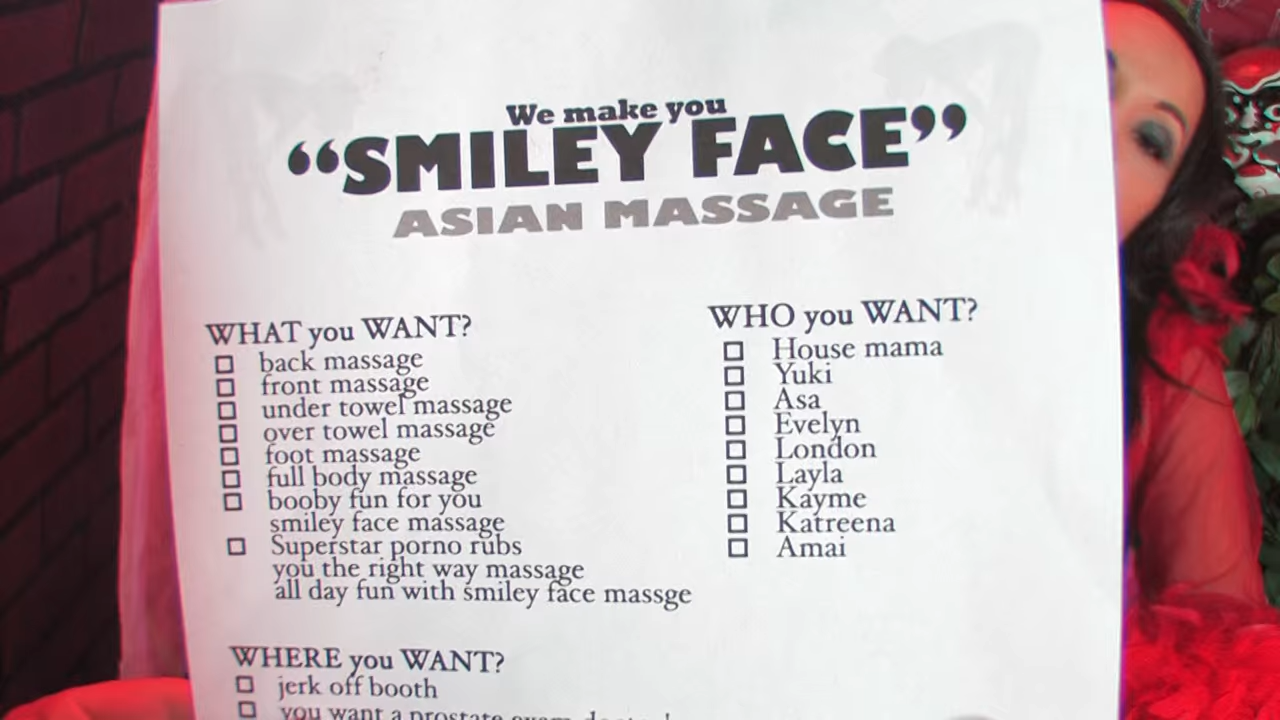 We make you
“SMILEY FACE”
ASIAN MASSAGE
WHAT you WANT?
back massage
front massage
under towel massage
over towel massage
foot massage
full body massage
booby fun for you
smiley face massage
Superstar porno rubs
you the right way massage
all day fun with smiley face massge
WHO you WANT?
House mama
Yuki
Asa
Evelyn
London
Layla
Kayme
Katreena
Amai
WHERE you WANT?
jerk off booth
you want a prostate exam